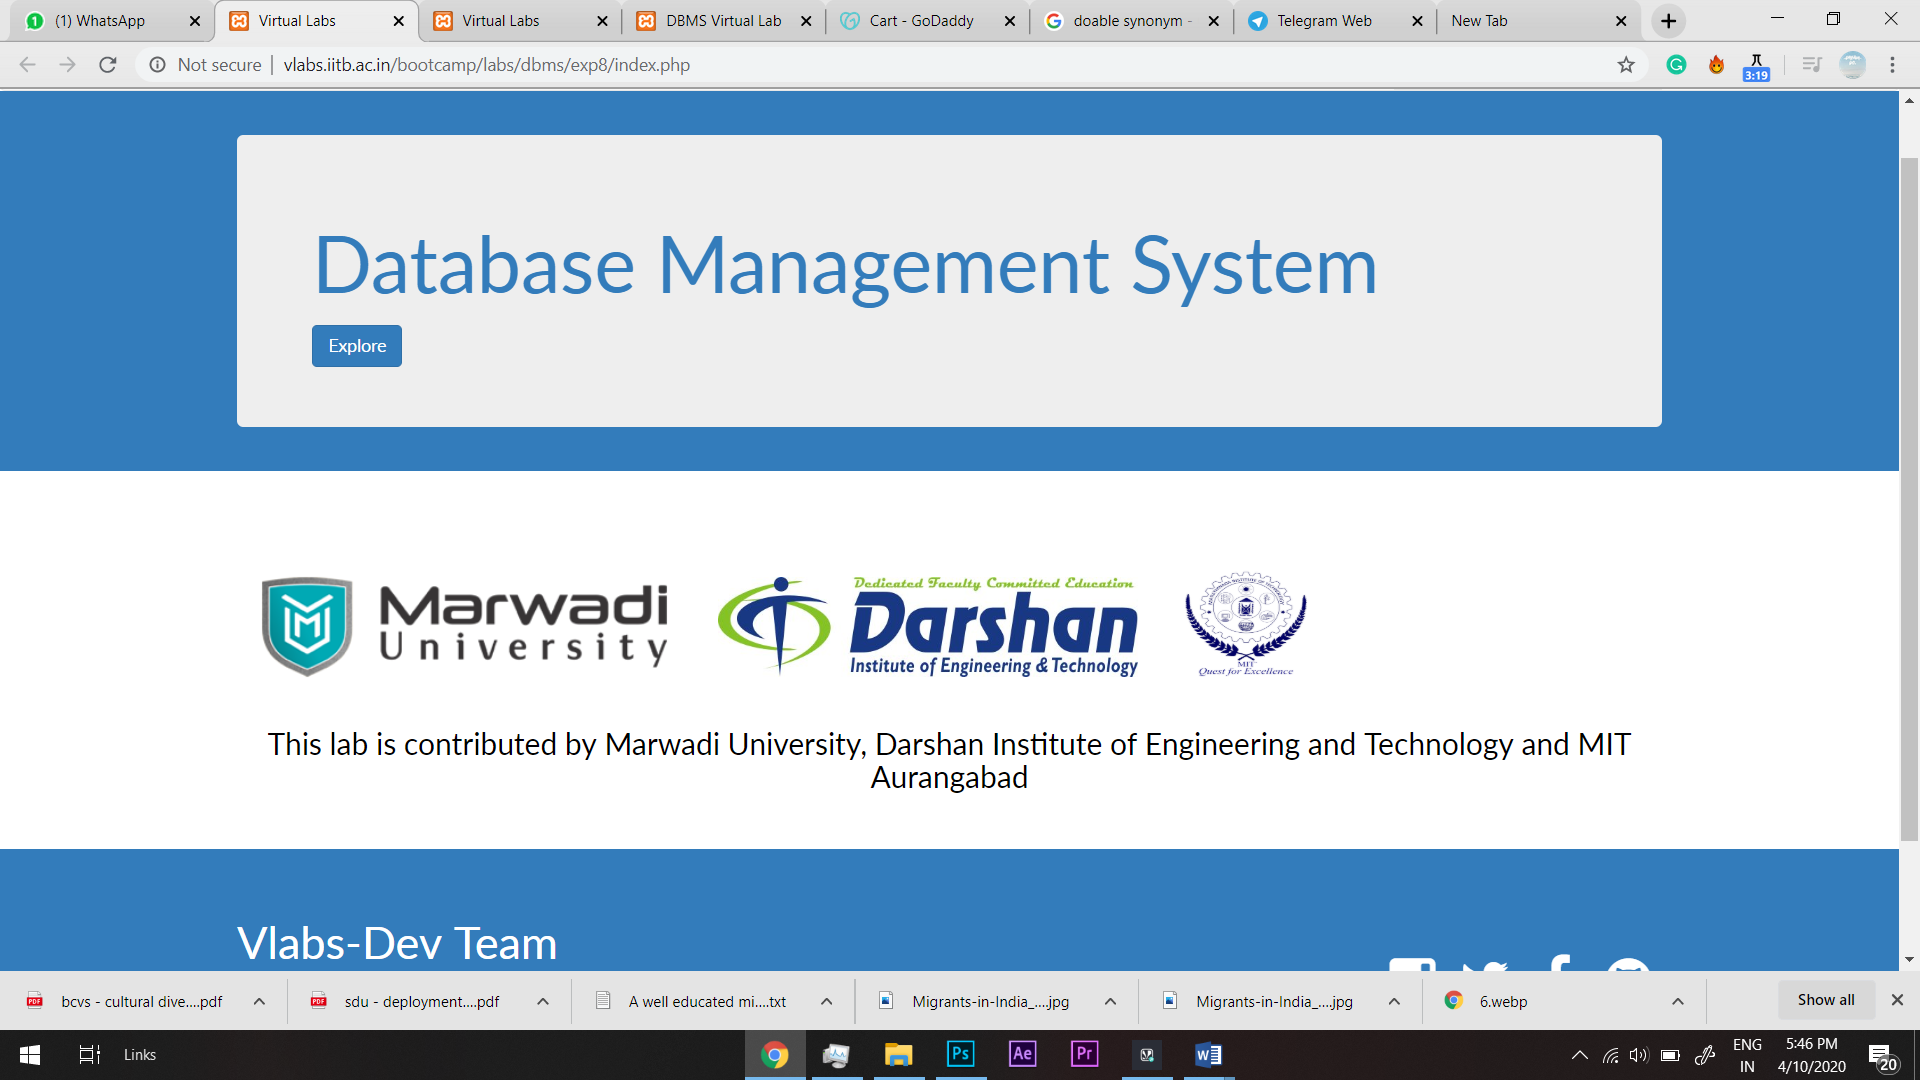 (1) WhatsApp
Virtual Labs
Virtual Labs
DBMS Virtual Lab
Cart - GoDaddy
doable synonym -
Telegram Web
New Tab
Not secure
vlabs.iitb.ac.in/bootcamp/labs/dbms/exp8/index.php
3:19
Database Management System
Explore
Marwadi
University
Dedicated Faculty Committed Education
Darshan
Institute of Engineering & Technology
MIT
Quest for Excellence
This lab is contributed by Marwadi University, Darshan Institute of Engineering and Technology and MIT
Aurangabad
Vlabs-Dev Team
bcvs - cultural dive....pdf
sdu - deployment....pdf
A well educated mi....txt
Migrants-in-India_....jpg
Migrants-in-India_....jpg
6.webp
Show all
Links
Ps
Ae
Pr
ENG
IN
5:46 PM
4/10/2020
20